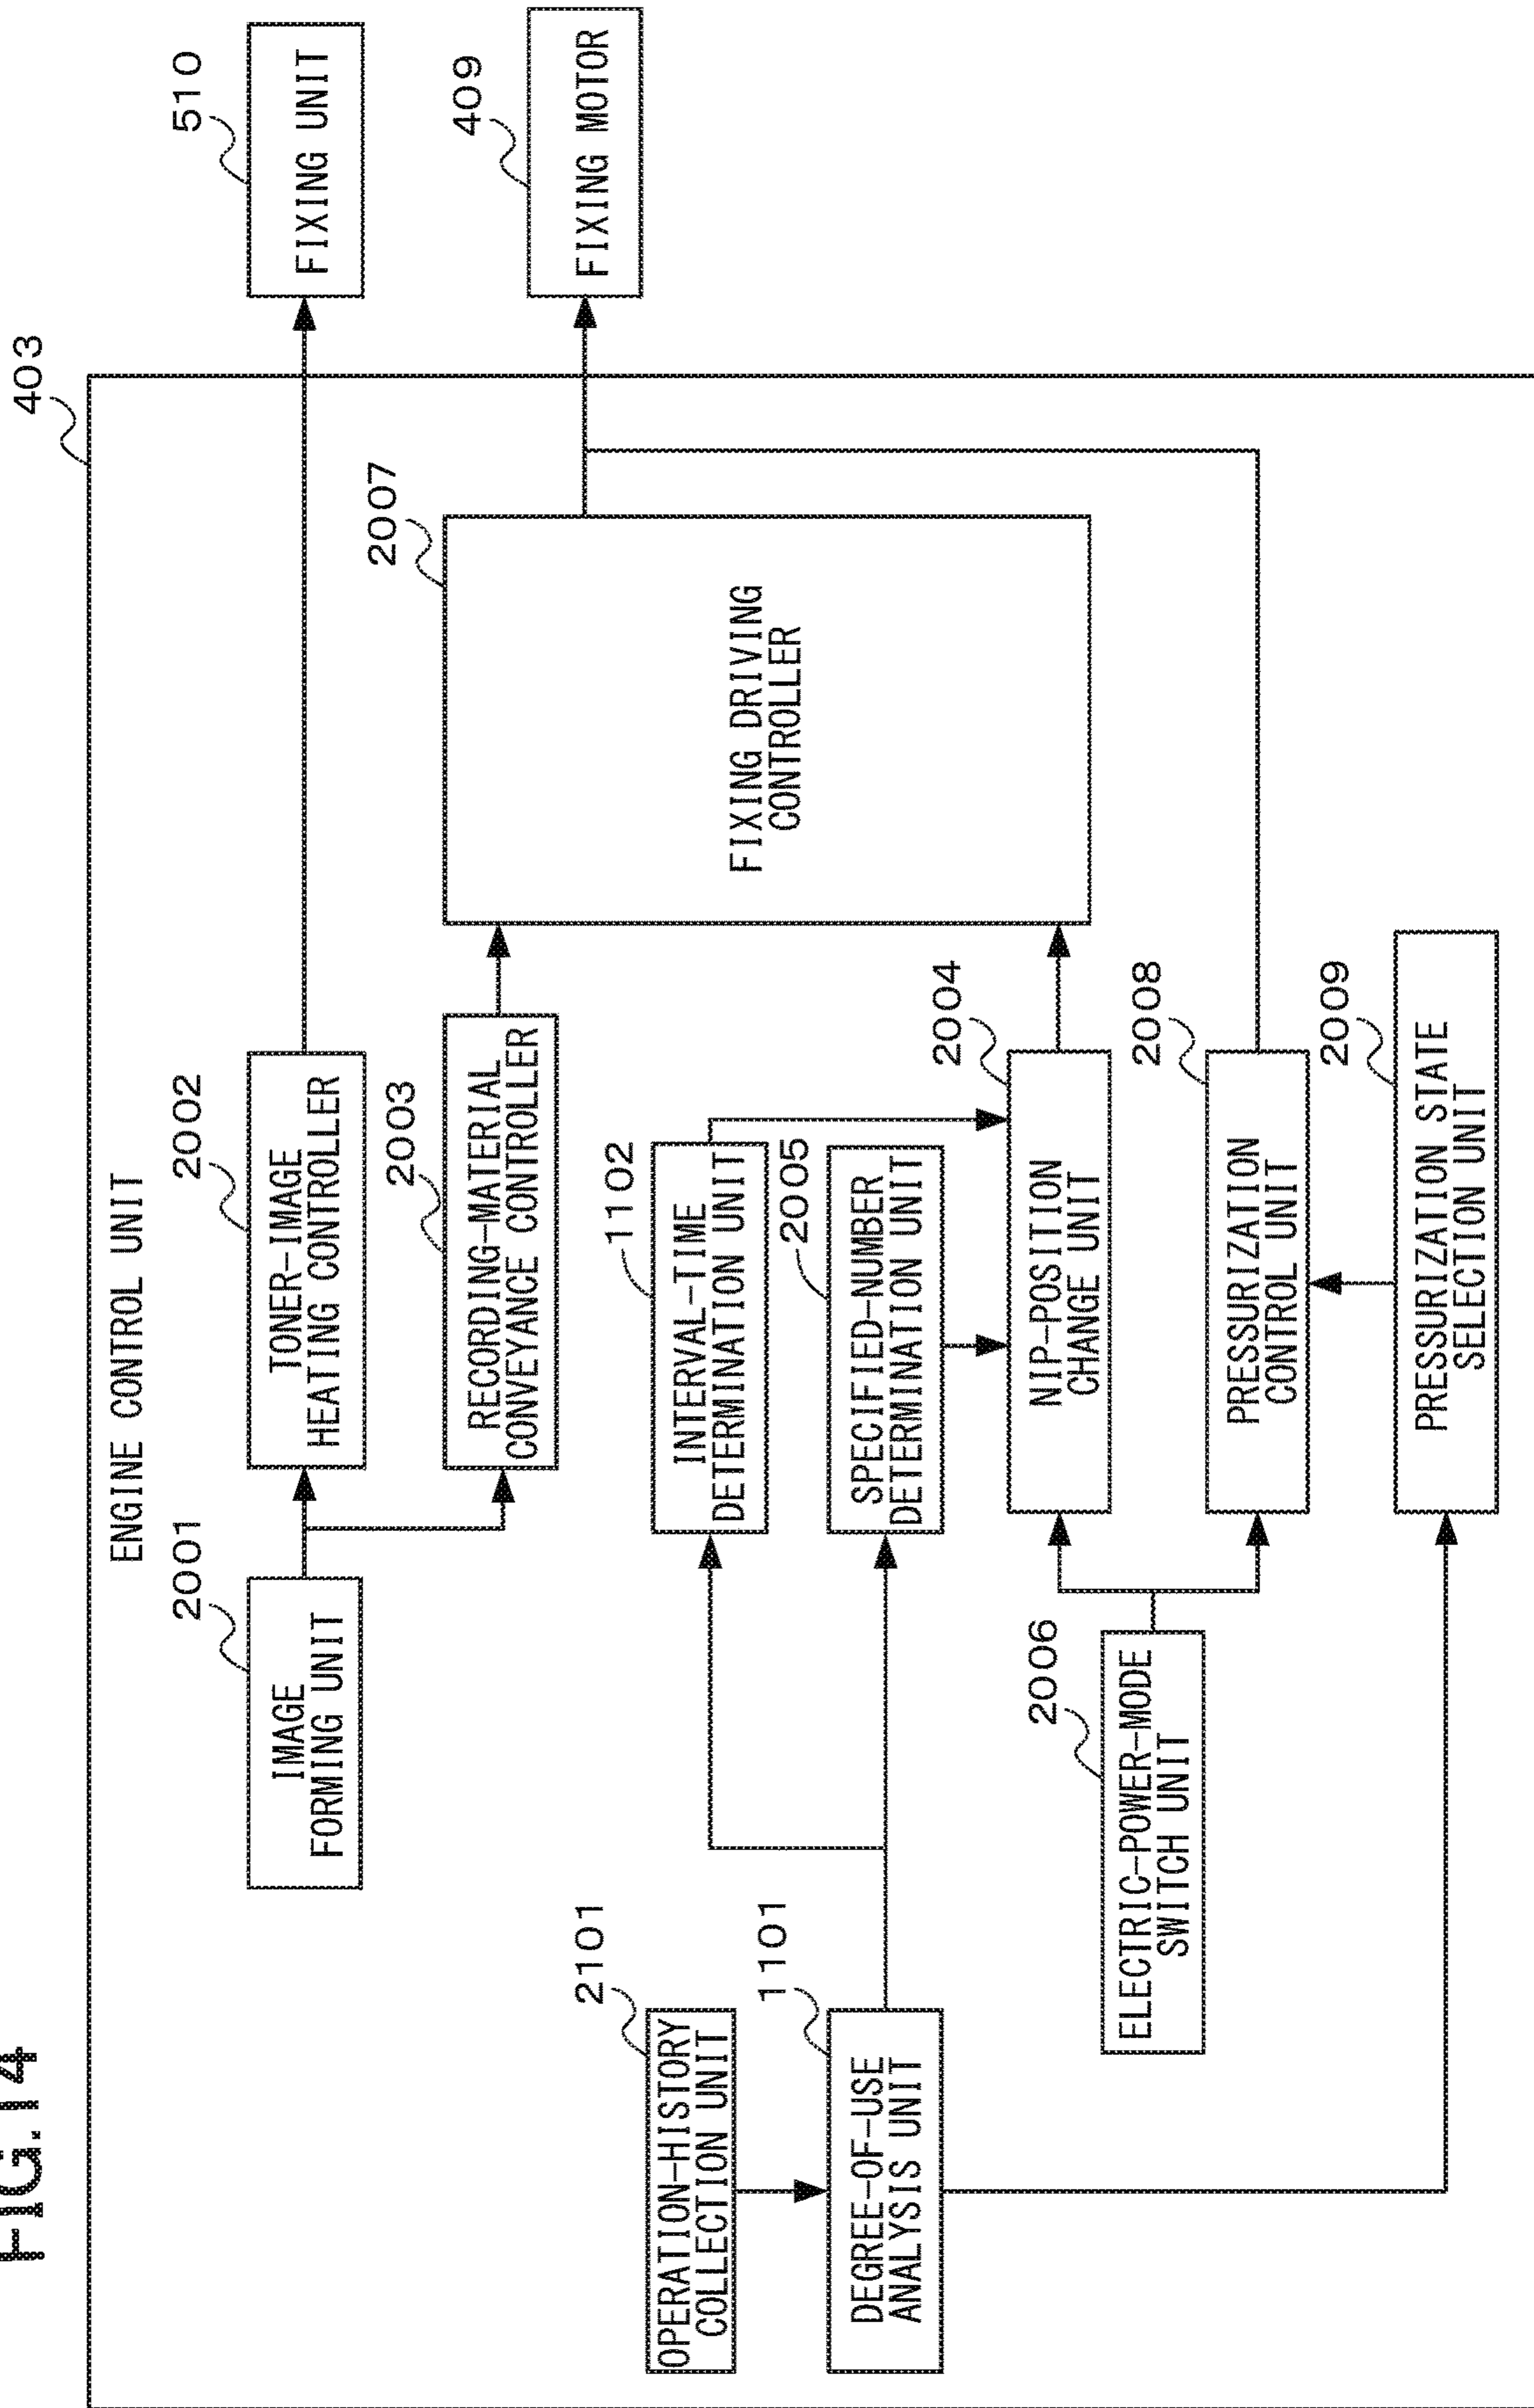 FIG.14
403
ENGINE CONTROL UNIT
2001
IMAGE
FORMING UNIT
2002
TONER-IMAGE
HEATING CONTROLLER
510
FIXING UNIT
2003
RECORDING-MATERIAL
CONVEYANCE CONTROLLER
2007
FIXING DRIVING
CONTROLLER
409
FIXING MOTOR
2101
OPERATION-HISTORY
COLLECTION UNIT
1102
INTERVAL-TIME
DETERMINATION UNIT
1101
DEGREE-OF-USE
ANALYSIS UNIT
2005
SPECIFIED-NUMBER
DETERMINATION UNIT
2004
NIP-POSITION
CHANGE UNIT
2006
ELECTRIC-POWER-MODE
SWITCH UNIT
2008
PRESSURIZATION
CONTROL UNIT
2009
PRESSURIZATION STATE
SELECTION UNIT